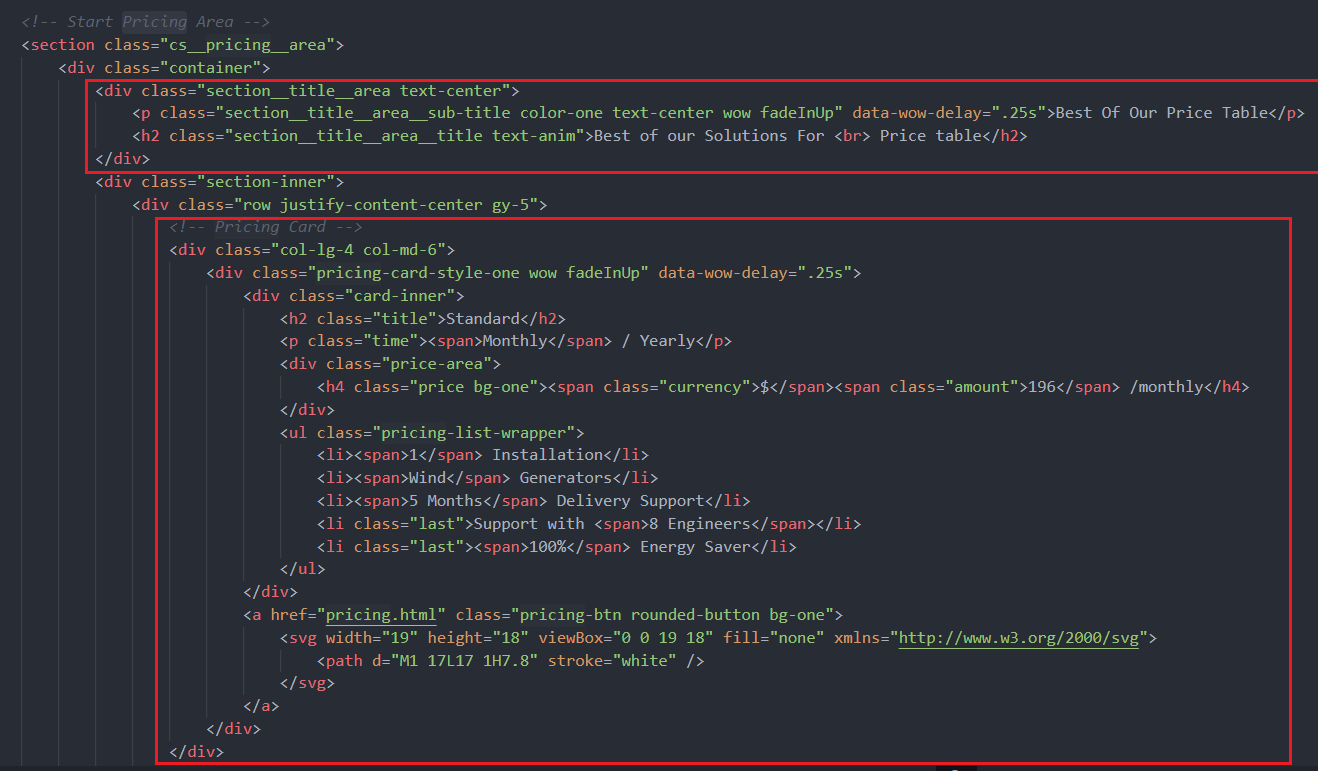 <!-- Start Pricing Area -->
<section class="cs__pricing__area">
<div class="container">
<div class="section__title__area text-center">
<p class="section__title__area__sub-title color-one text-center wow fadeInUp" data-wow-delay=".25s">Best Of Our Price Table</p>
<h2 class="section__title__area__title text-anim">Best of our Solutions For <br> Price table</h2>
</div>
<div class="section-inner">
<div class="row justify-content-center gy-5">
<!-- Pricing Card -->
<div class="col-lg-4 col-md-6">
<div class="pricing-card-style-one wow fadeInUp" data-wow-delay=".25s">
<div class="card-inner">
<h2 class="title">Standard</h2>
<p class="time"><span>Monthly</span> / Yearly</p>
<div class="price-area">
<h4 class="price bg-one"><span class="currency">$</span><span class="amount">196</span> /monthly</h4>
</div>
<ul class="pricing-list-wrapper">
<li><span>1</span> Installation</li>
<li><span>Wind</span> Generators</li>
<li><span>5 Months</span> Delivery Support</li>
<li class="last">Support with <span>8 Engineers</span></li>
<li class="last"><span>100%</span> Energy Saver</li>
</ul>
</div>
<a href="pricing.html" class="pricing-btn rounded-button bg-one">
<svg width="19" height="18" viewBox="0 0 19 18" fill="none" xmlns="http://www.w3.org/2000/svg">
<path d="M1 17L17 1H7.8" stroke="white" />
</svg>
</a>
</div>
</div>